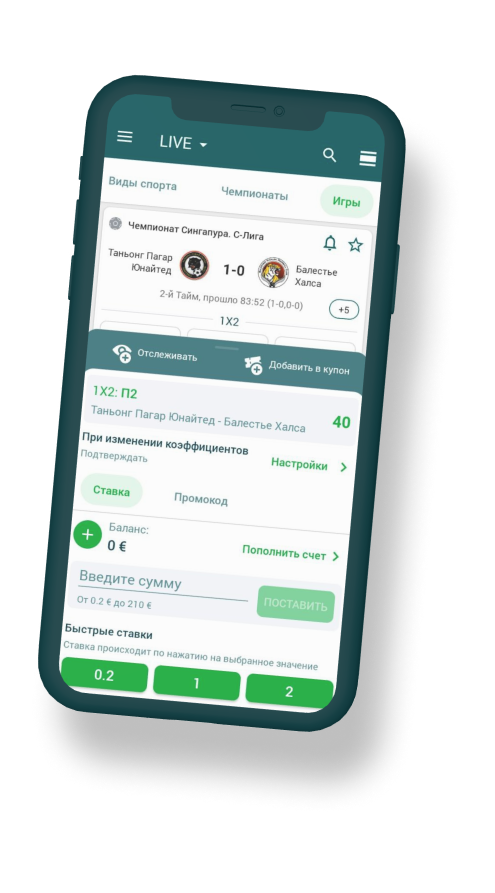 LIVE
Виды спорта Чемпионаты Игры
Чемпионат Сингапура. С-Лига
Таньонг Пагар Юнайтед 1-0 Балестье Халса
2-й Тайм, прошло 83:52 (1-0,0-0) +5
1X2
Отслеживать Добавить в купон
1X2: П2
Таньонг Пагар Юнайтед - Балестье Халса 40
При изменении коэффициентов
Подтверждать Настройки
Ставка Промокод
Баланс:
0 € Пополнить счет
Введите сумму ПОСТАВИТЬ
От 0.2 € до 210 €
Быстрые ставки
Ставка происходит по нажатию на выбранное значение
0.2 1 2